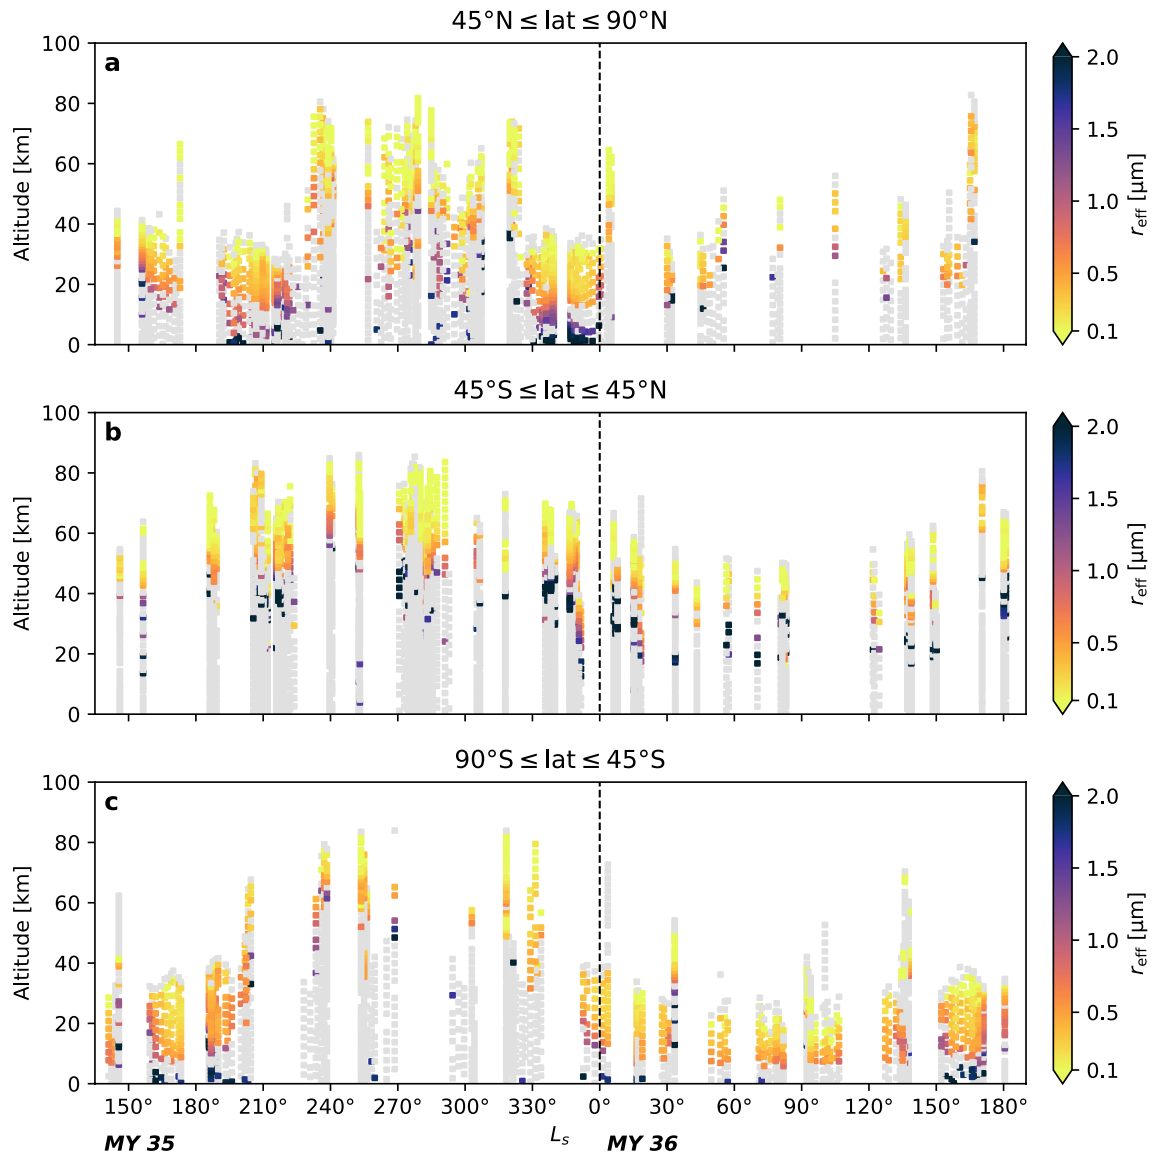 45°N ≤ lat ≤ 90°N
a
Altitude [km]
100
80
60
40
20
0
2.0
1.5
1.0
0.5
0.1
r_eff [μm]
45°S ≤ lat ≤ 45°N
b
Altitude [km]
100
80
60
40
20
0
2.0
1.5
1.0
0.5
0.1
r_eff [μm]
90°S ≤ lat ≤ 45°S
c
Altitude [km]
100
80
60
40
20
0
2.0
1.5
1.0
0.5
0.1
r_eff [μm]
150° 180° 210° 240° 270° 300° 330° 0° 30° 60° 90° 120° 150° 180°
L_s
MY 35 MY 36